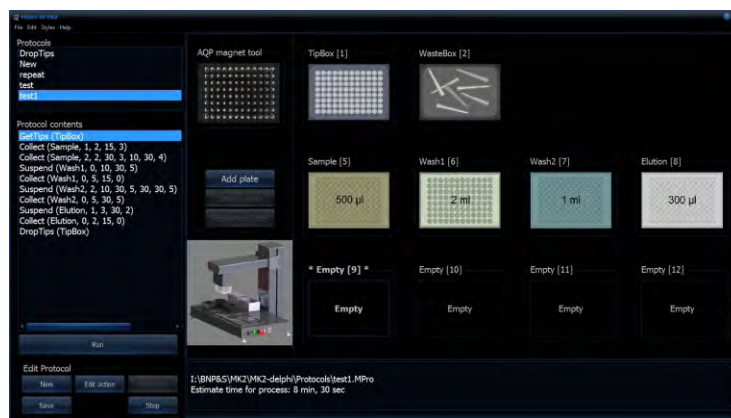 File Edit Styles Help
Protocols
DropTips
New
repeat
test
test1
Protocol contents
GetTips (TipBox)
Collect (Sample, 1, 2, 15, 3)
Collect (Sample, 2, 2, 30, 3, 10, 30, 4)
Suspend (Wash1, 0, 10, 30, 5)
Collect (Wash1, 0, 5, 15, 0)
Suspend (Wash2, 2, 10, 30, 5, 30, 30, 5)
Collect (Wash2, 0, 5, 30, 5)
Suspend (Elution, 1, 3, 30, 2)
Collect (Elution, 0, 2, 15, 0)
DropTips (TipBox)
Run
Edit Protocol
New Edit action
Save Stop
AQP magnet tool
Add plate
TipBox [1] WasteBox [2]
Sample [5] Wash1 [6] Wash2 [7] Elution [8]
500 µl 2 ml 1 ml 300 µl
* Empty [9] * Empty [10] Empty [11] Empty [12]
Empty Empty Empty Empty
I:\BNP&S\MK2\MK2-delphi\Protocols\test1.MPro
Estimate time for process: 8 min, 30 sec